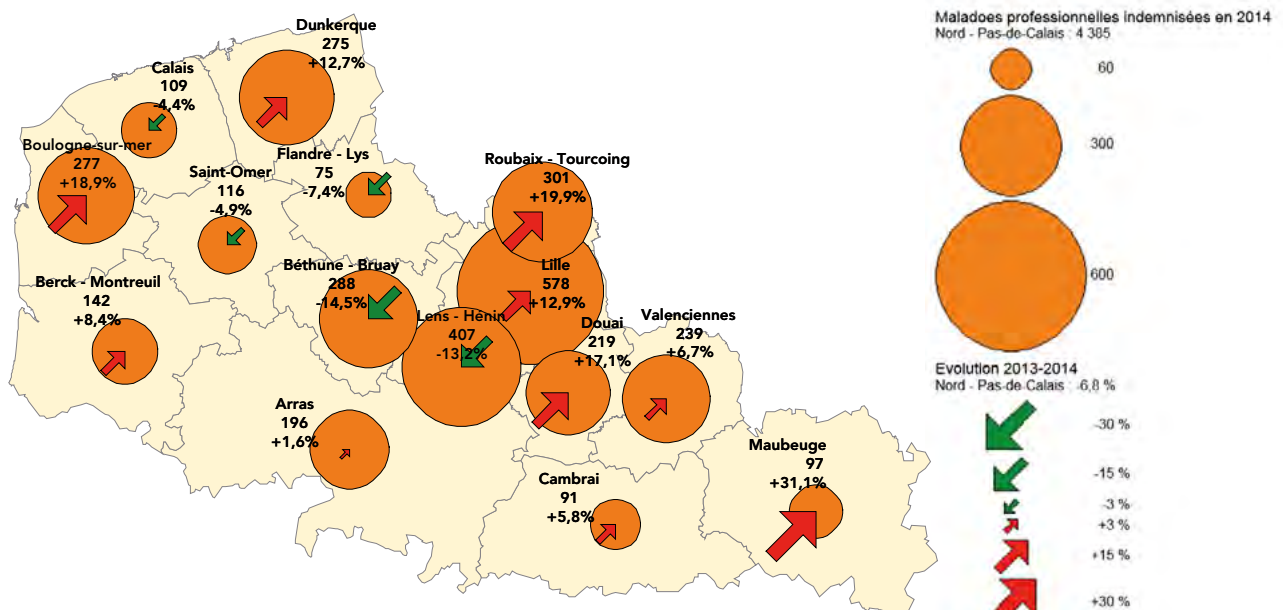 Dunkerque
275
+12,7%
Calais
109
-4,4%
Boulogne-sur-mer
277
+18,9%
Saint-Omer
116
-4,9%
Flandre - Lys
75
-7,4%
Roubaix - Tourcoing
301
+19,9%
Berck - Montreuil
142
+8,4%
Béthune - Bruay
288
-14,5%
Lille
578
+12,9%
Lens - Hénin
407
-13,2%
Douai
219
+17,1%
Valenciennes
239
+6,7%
Arras
196
+1,6%
Cambrai
91
+5,8%
Maubeuge
97
+31,1%
Maladoes professionnelles indemnisées en 2014
Nord - Pas-de-Calais : 4 385
60
300
600
Evolution 2013-2014
Nord - Pas-de-Calais : -6,8 %
-30 %
-15 %
-3 %
+3 %
+15 %
+30 %